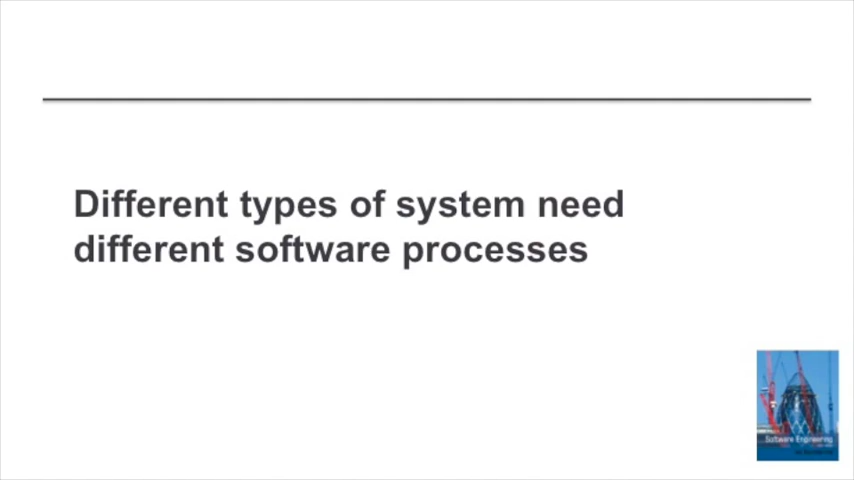 Different types of system need
different software processes
Software Engineering